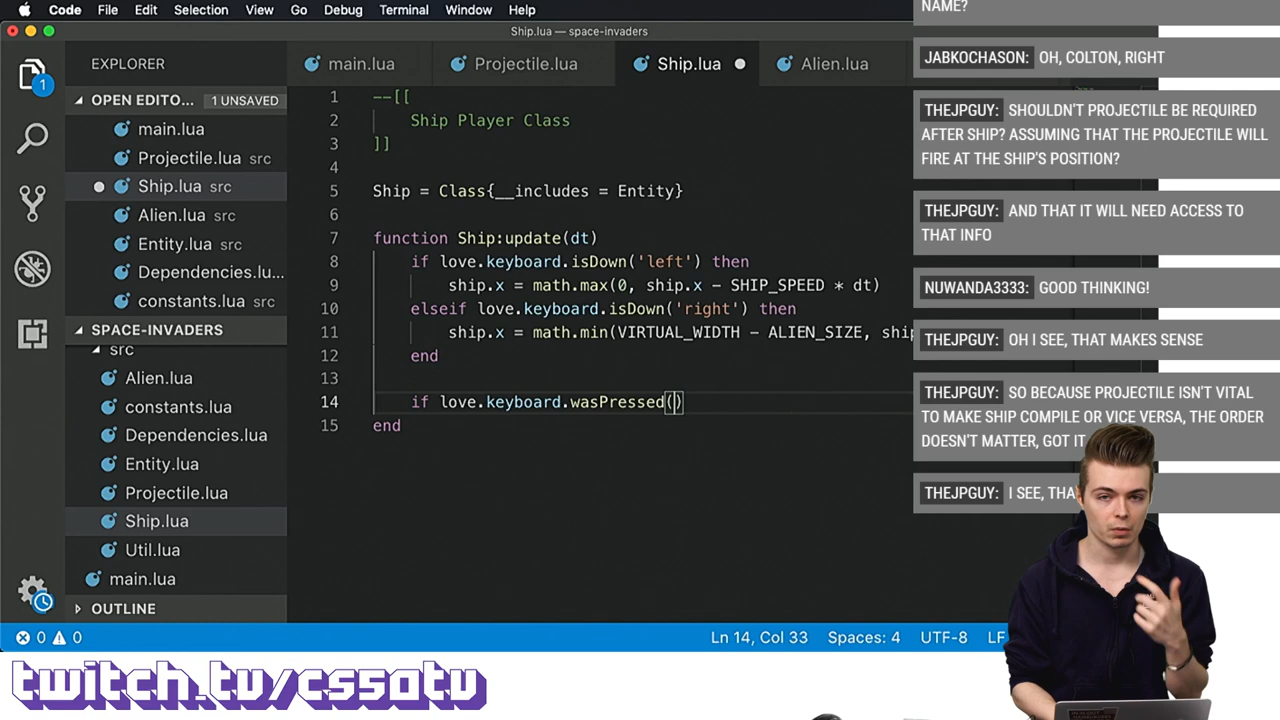 Code File Edit Selection View Go Debug Terminal Window Help
Ship.lua — space-invaders
EXPLORER
1
OPEN EDITO... 1 UNSAVED
main.lua
Projectile.lua src
Ship.lua src
Alien.lua src
Entity.lua src
Dependencies.lu...
constants.lua src
SPACE-INVADERS
src
Alien.lua
constants.lua
Dependencies.lua
Entity.lua
Projectile.lua
Ship.lua
Util.lua
main.lua
OUTLINE
main.lua Projectile.lua Ship.lua Alien.lua
1 --[[
2 Ship Player Class
3 ]]
4
5 Ship = Class{__includes = Entity}
6
7 function Ship:update(dt)
8 if love.keyboard.isDown('left') then
9 ship.x = math.max(0, ship.x - SHIP_SPEED * dt)
10 elseif love.keyboard.isDown('right') then
11 ship.x = math.min(VIRTUAL_WIDTH - ALIEN_SIZE, ship
12 end
13
14 if love.keyboard.wasPressed()
15 end
NAME?
JABKOCHASON: OH, COLTON, RIGHT
THEJPGUY: SHOULDN'T PROJECTILE BE REQUIRED
AFTER SHIP? ASSUMING THAT THE PROJECTILE WILL
FIRE AT THE SHIP'S POSITION?
THEJPGUY: AND THAT IT WILL NEED ACCESS TO
THAT INFO
NUWANDA3333: GOOD THINKING!
THEJPGUY: OH I SEE, THAT MAKES SENSE
THEJPGUY: SO BECAUSE PROJECTILE ISN'T VITAL
TO MAKE SHIP COMPILE OR VICE VERSA, THE ORDER
DOESN'T MATTER, GOT IT
THEJPGUY: I SEE, THA
0 0 Ln 14, Col 33 Spaces: 4 UTF-8 LF
twitch.tv/cs50tv